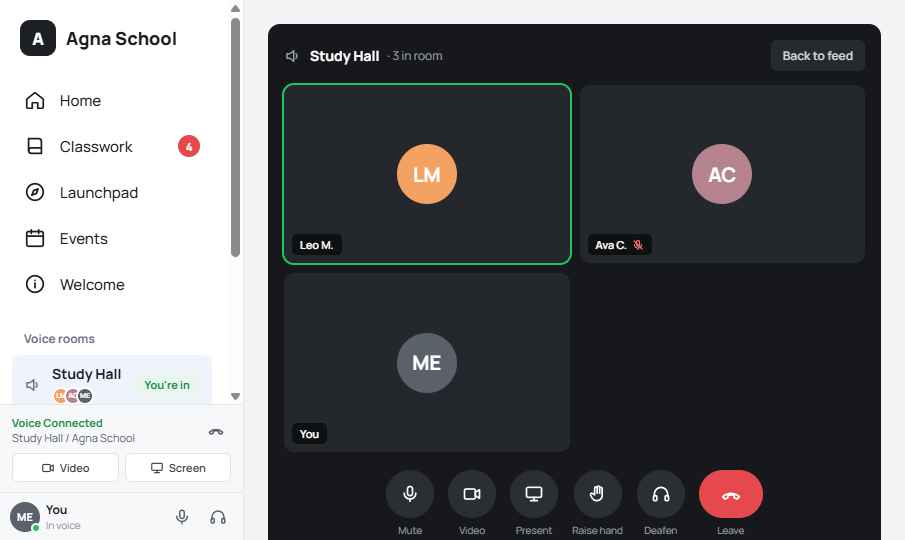 A Agna School
Home
Classwork 4
Launchpad
Events
Welcome
Voice rooms
Study Hall
You're in
ME
Voice Connected
Study Hall / Agna School
Video Screen
ME You
In voice
Study Hall · 3 in room
Back to feed
LM
Leo M.
AC
Ava C.
ME
You
Mute Video Present Raise hand Deafen Leave